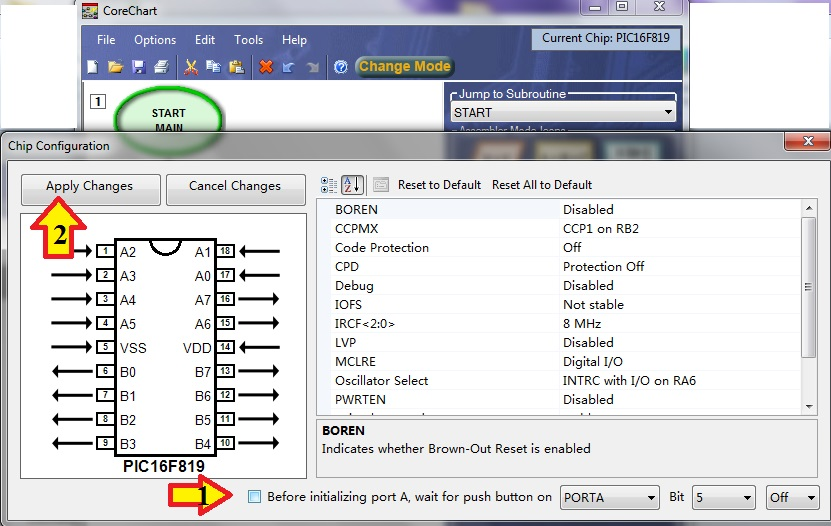 CoreChart
File Options Edit Tools Help
Current Chip: PIC16F819
Change Mode
1
START
MAIN
Jump to Subroutine
START
Assembler Mode Icons
Chip Configuration
Apply Changes
Cancel Changes
Reset to Default Reset All to Default
2
BOREN Disabled
CCPMX CCP1 on RB2
Code Protection Off
CPD Protection Off
Debug Disabled
IOFS Not stable
IRCF<2:0> 8 MHz
LVP Disabled
MCLRE Digital I/O
Oscillator Select INTRC with I/O on RA6
PWRTEN Disabled
1 A2 A1 18
2 A3 A0 17
3 A4 A7 16
4 A5 A6 15
5 VSS VDD 14
6 B0 B7 13
7 B1 B6 12
8 B2 B5 11
9 B3 B4 10
PIC16F819
BOREN
Indicates whether Brown-Out Reset is enabled
1
Before initializing port A, wait for push button on PORTA Bit 5 Off